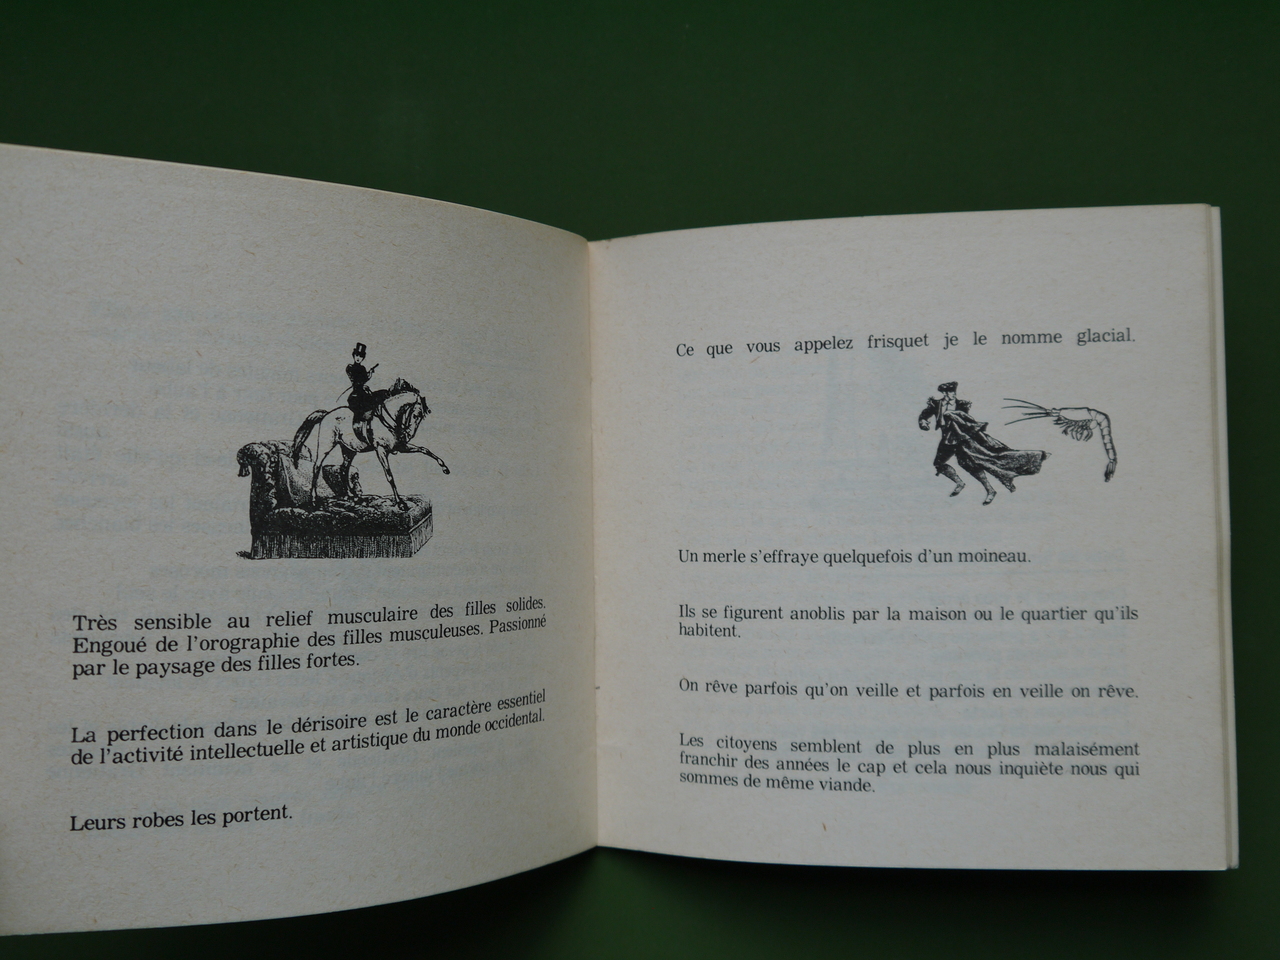 Très sensible au relief musculaire des filles solides.
Engoué de l'orographie des filles musculeuses. Passionné
par le paysage des filles fortes.
La perfection dans le dérisoire est le caractère essentiel
de l'activité intellectuelle et artistique du monde occidental.
Leurs robes les portent.
Ce que vous appelez frisquet je le nomme glacial.
Un merle s'effraye quelquefois d'un moineau.
Ils se figurent anoblis par la maison ou le quartier qu'ils
habitent.
On rêve parfois qu'on veille et parfois en veille on rêve.
Les citoyens semblent de plus en plus malaisément
franchir des années le cap et cela nous inquiète nous qui
sommes de même viande.